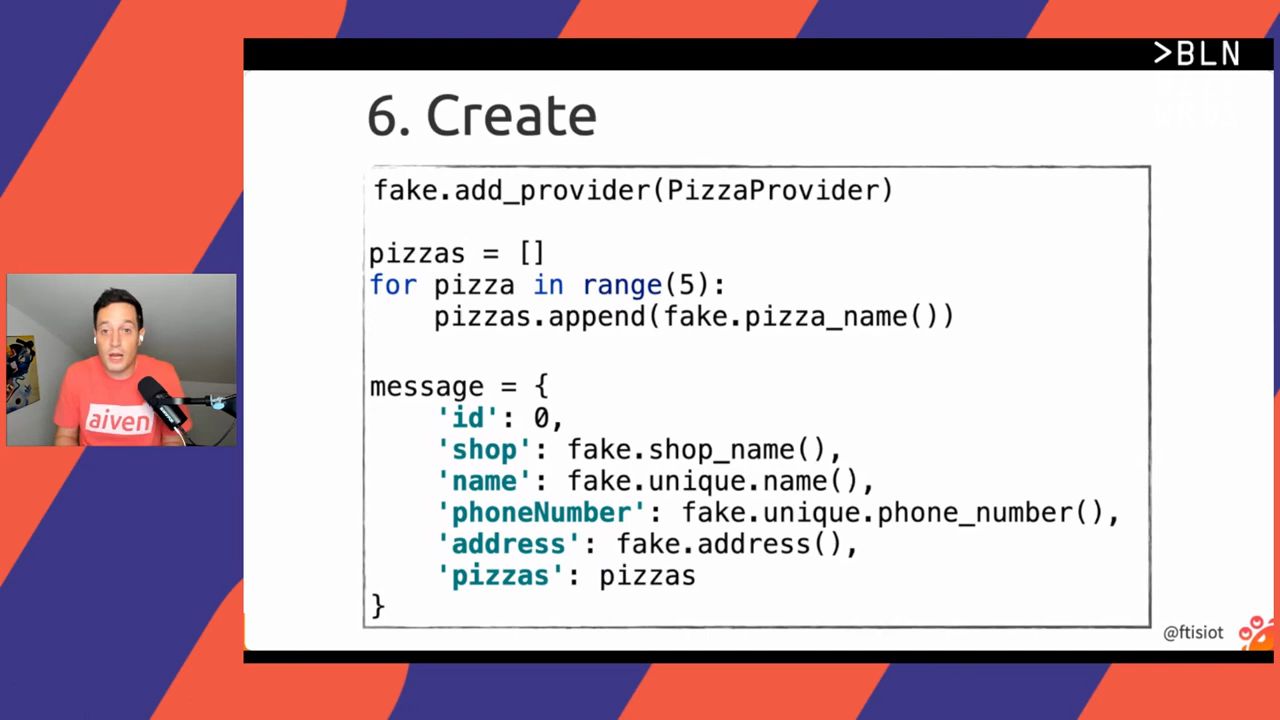 >BLN
6. Create
fake.add_provider(PizzaProvider)
pizzas = []
for pizza in range(5):
pizzas.append(fake.pizza_name())
message = {
'id': 0,
'shop': fake.shop_name(),
'name': fake.unique.name(),
'phoneNumber': fake.unique.phone_number(),
'address': fake.address(),
'pizzas': pizzas
}
aiven
@ftisiot